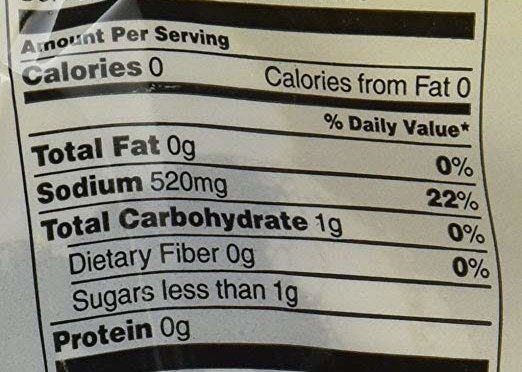 Amount Per Serving
Calories 0 Calories from Fat 0
% Daily Value*
Total Fat 0g 0%
Sodium 520mg 22%
Total Carbohydrate 1g 0%
Dietary Fiber 0g 0%
Sugars less than 1g
Protein 0g